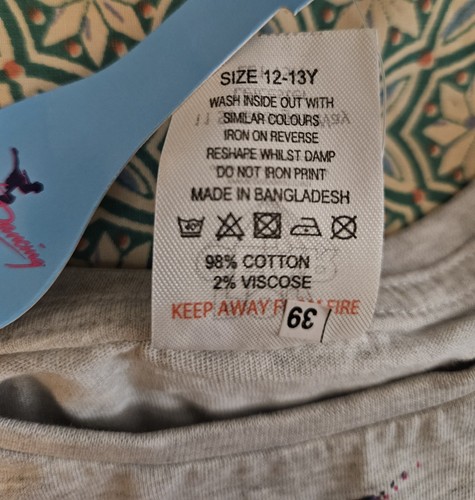 SIZE 12-13Y
WASH INSIDE OUT WITH
SIMILAR COLOURS
IRON ON REVERSE
RESHAPE WHILST DAMP
DO NOT IRON PRINT
MADE IN BANGLADESH
40°
98% COTTON
2% VISCOSE
KEEP AWAY FIRE
39
Dancing